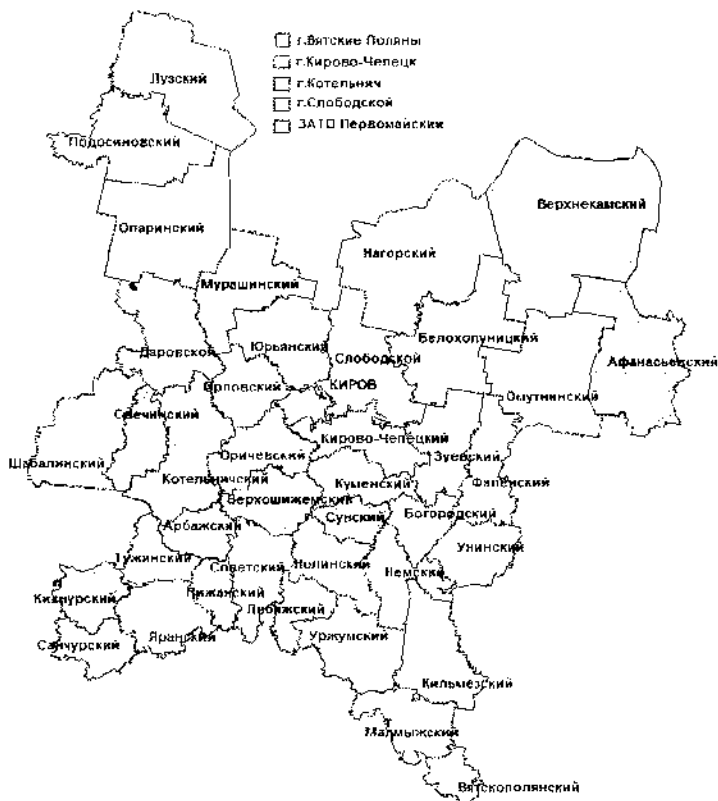 г.Вятские Поляны
г.Кирово-Чепецк
г.Котельнич
г.Слободской
ЗАТО Первомайский
Лузский
Подосиновский
Верхнекамский
Опаринский
Нагорский
Мурашинский
Белохолуницкий
Юрьянский
Даровской
Слободской
Афанасьевский
Орловский
КИРОВ
Омутнинский
Свечинский
Кирово-Чепецкий
Оричевский
Зуевский
Шабалинский
Котельничский
Куменский
Фаленский
Верхошижемский
Богородский
Сунский
Арбажский
Унинский
Тужинский
Советский
Нолинский
Немский
Кикнурский
Пижанский
Лебяжский
Санчурский
Яранский
Уржумский
Кильмезский
Малмыжский
Вятскополянский